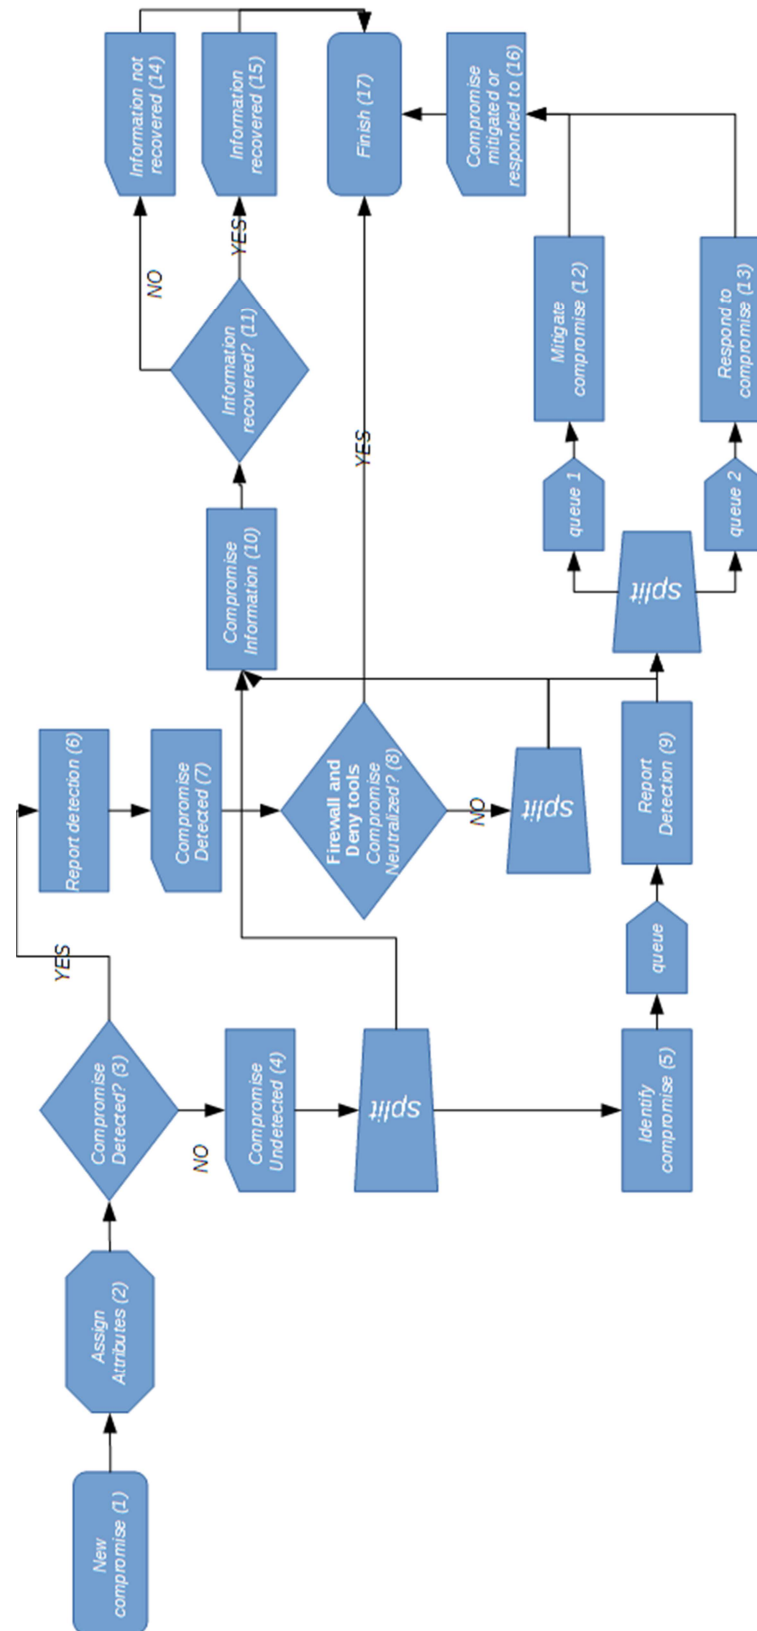 New
compromise (1)
Assign
Attributes (2)
Compromise
Detected? (3)
YES
NO
Report detection (6)
Compromise
Detected (7)
Compromise
Undetected (4)
split
Firewall and
Deny tools
Compromise
Neutralized? (8)
YES
NO
split
Identify
compromise (5)
queue
Report
Detection (9)
split
queue 1
queue 2
Mitigate
compromise (12)
Respond to
compromise (13)
Compromise
mitigated or
responded to (16)
Compromise
Information (10)
Information
recovered? (11)
NO
YES
Information not
recovered (14)
Information
recovered (15)
Finish (17)